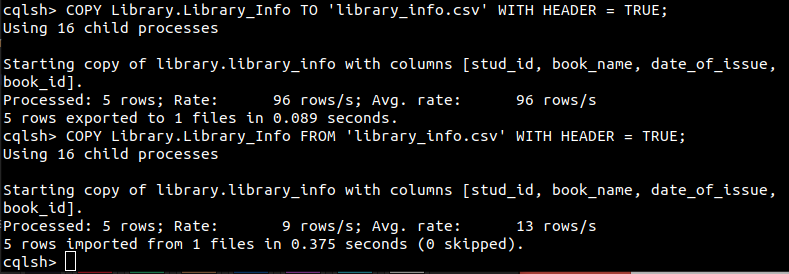 cqlsh> COPY Library.Library_Info TO 'library_info.csv' WITH HEADER = TRUE;
Using 16 child processes
Starting copy of library.library_info with columns [stud_id, book_name, date_of_issue,
book_id].
Processed: 5 rows; Rate:      96 rows/s; Avg. rate:      96 rows/s
5 rows exported to 1 files in 0.089 seconds.
cqlsh> COPY Library.Library_Info FROM 'library_info.csv' WITH HEADER = TRUE;
Using 16 child processes
Starting copy of library.library_info with columns [stud_id, book_name, date_of_issue,
book_id].
Processed: 5 rows; Rate:       9 rows/s; Avg. rate:      13 rows/s
5 rows imported from 1 files in 0.375 seconds (0 skipped).
cqlsh>